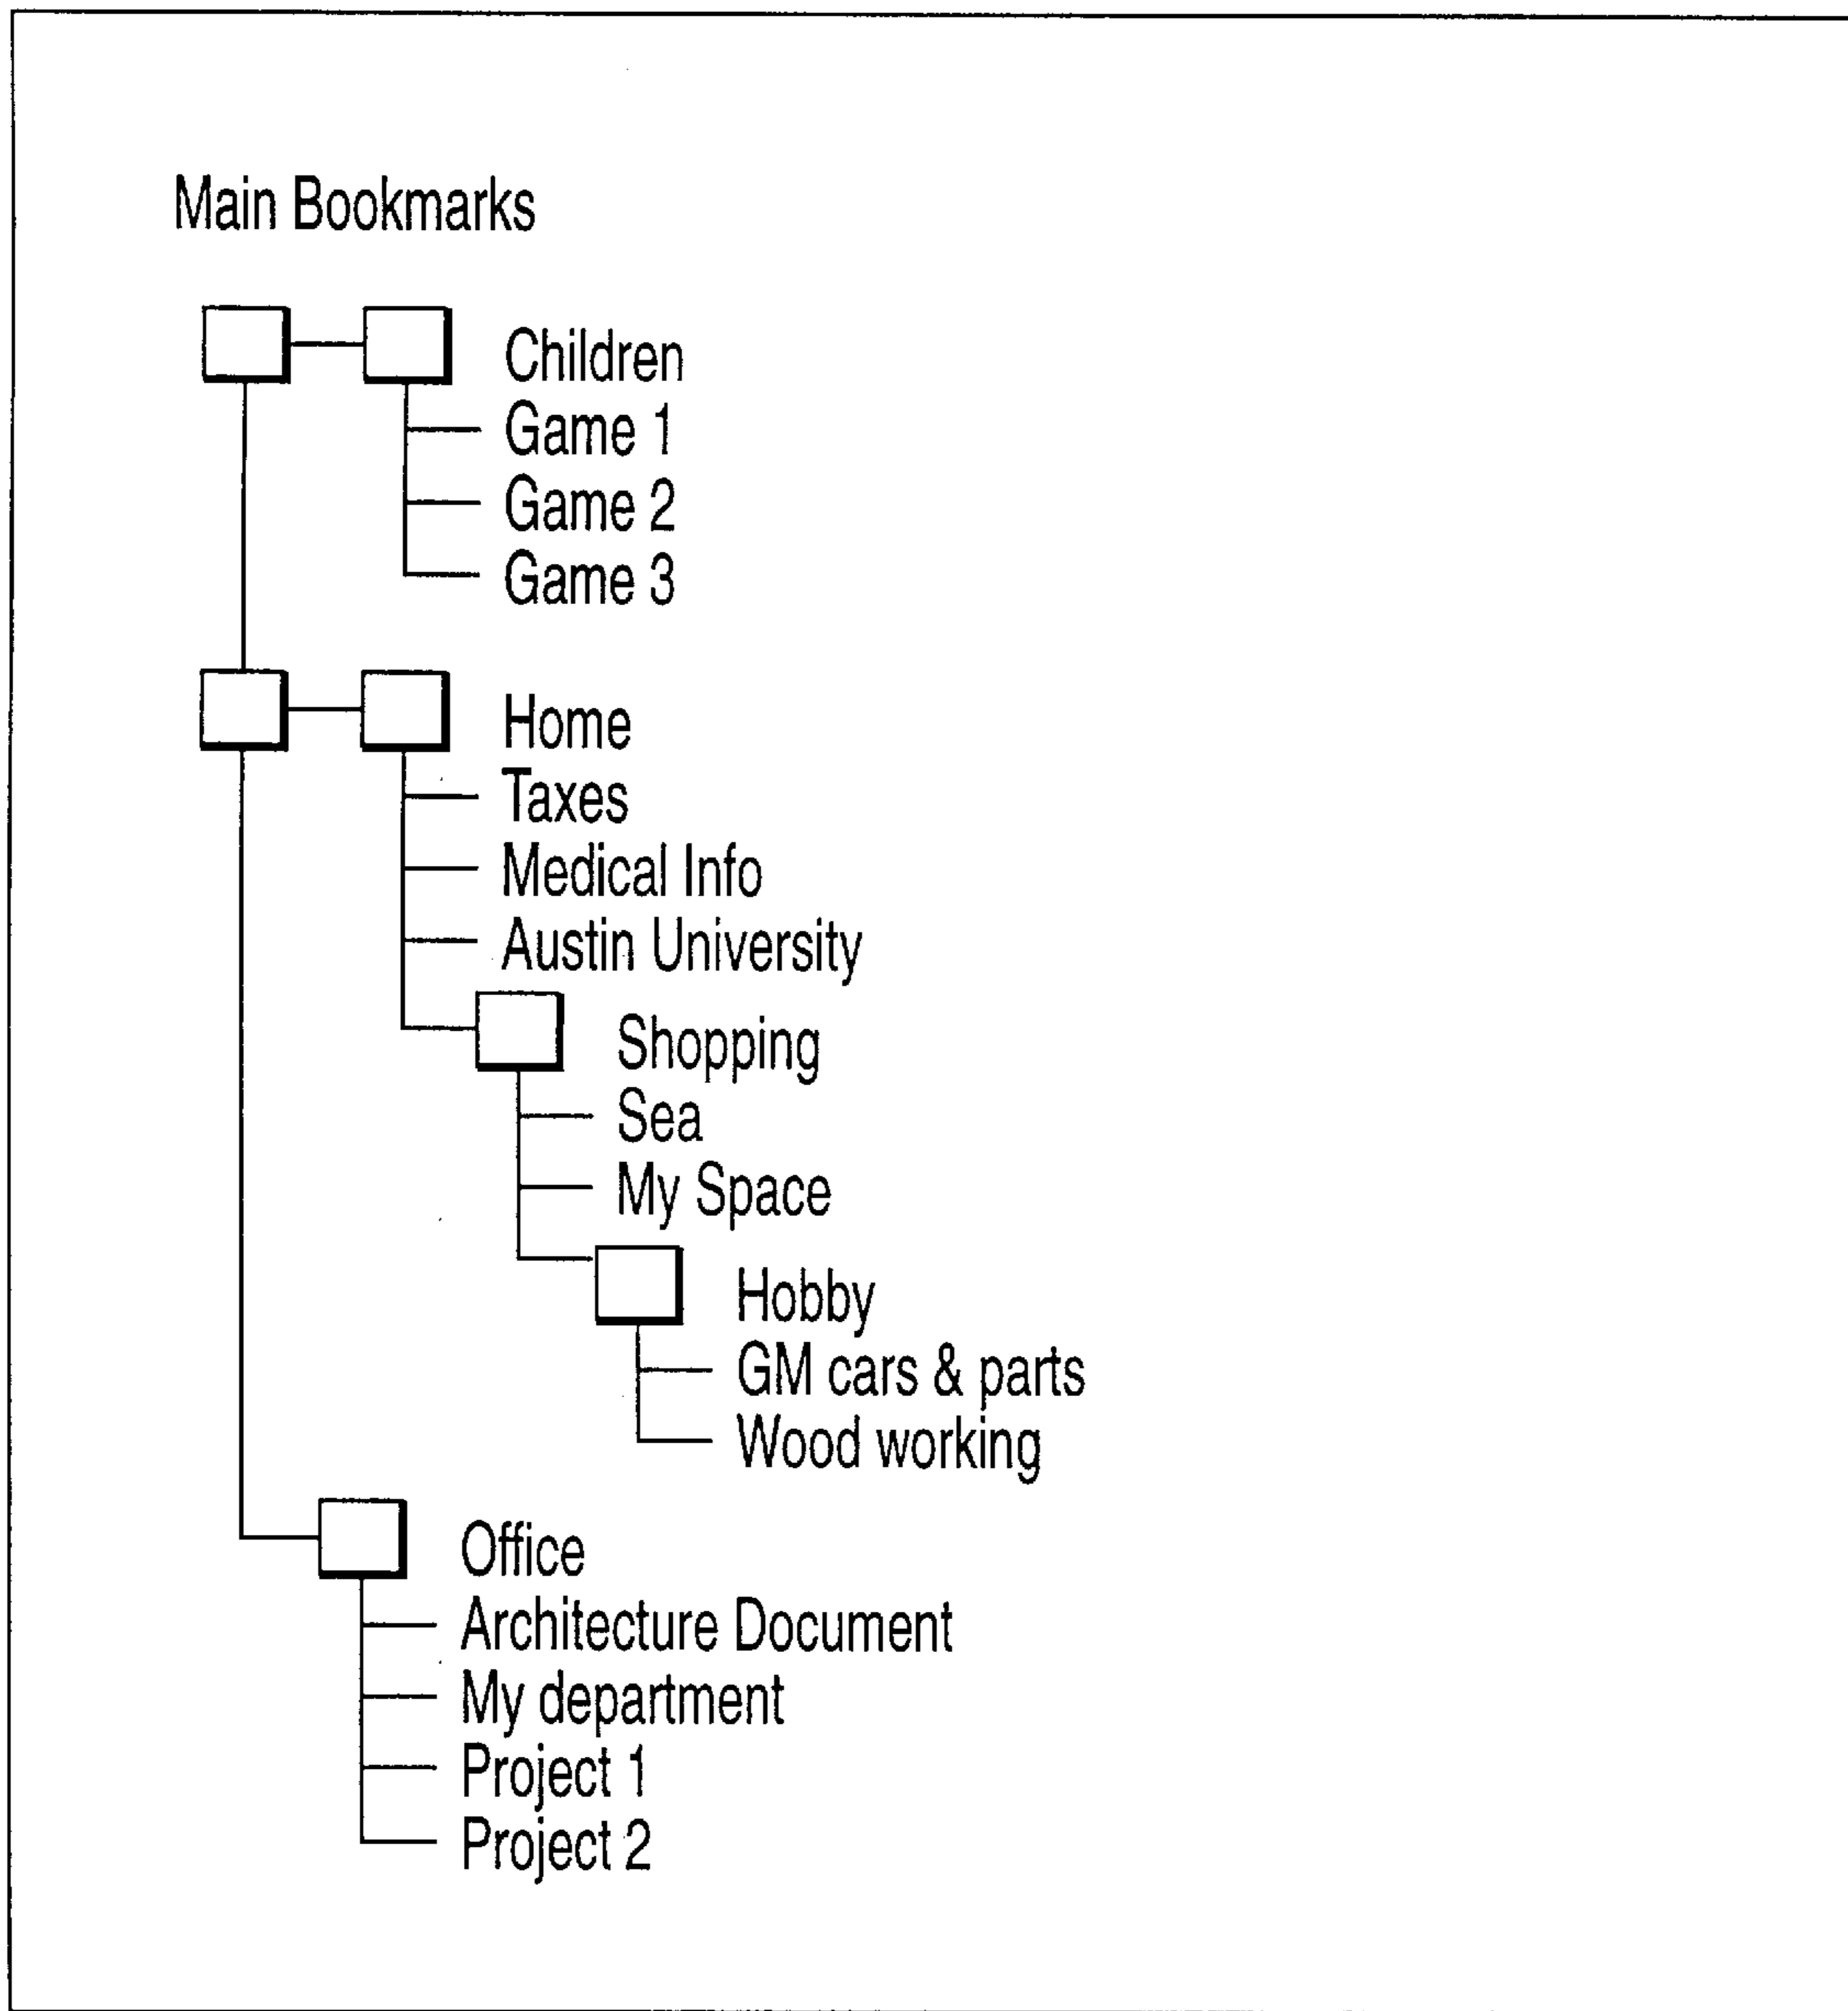 Main Bookmarks
Children
Game 1
Game 2
Game 3
Home
Taxes
Medical Info
Austin University
Shopping
Sea
My Space
Hobby
GM cars & parts
Wood working
Office
Architecture Document
My department
Project 1
Project 2